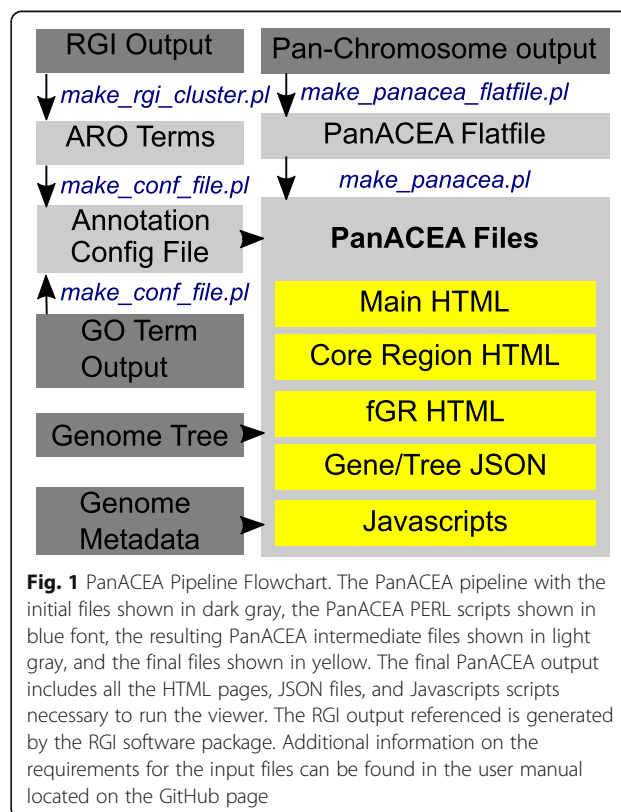 RGI Output
Pan-Chromosome output
make_rgi_cluster.pl
make_panacea_flatfile.pl
ARO Terms
PanACEA Flatfile
make_conf_file.pl
make_panacea.pl
Annotation
Config File
PanACEA Files
make_conf_file.pl
Main HTML
GO Term
Output
Core Region HTML
fGR HTML
Genome Tree
Gene/Tree JSON
Genome
Metadata
Javascripts
Fig. 1 PanACEA Pipeline Flowchart. The PanACEA pipeline with the
initial files shown in dark gray, the PanACEA PERL scripts shown in
blue font, the resulting PanACEA intermediate files shown in light
gray, and the final files shown in yellow. The final PanACEA output
includes all the HTML pages, JSON files, and Javascripts scripts
necessary to run the viewer. The RGI output referenced is generated
by the RGI software package. Additional information on the
requirements for the input files can be found in the user manual
located on the GitHub page